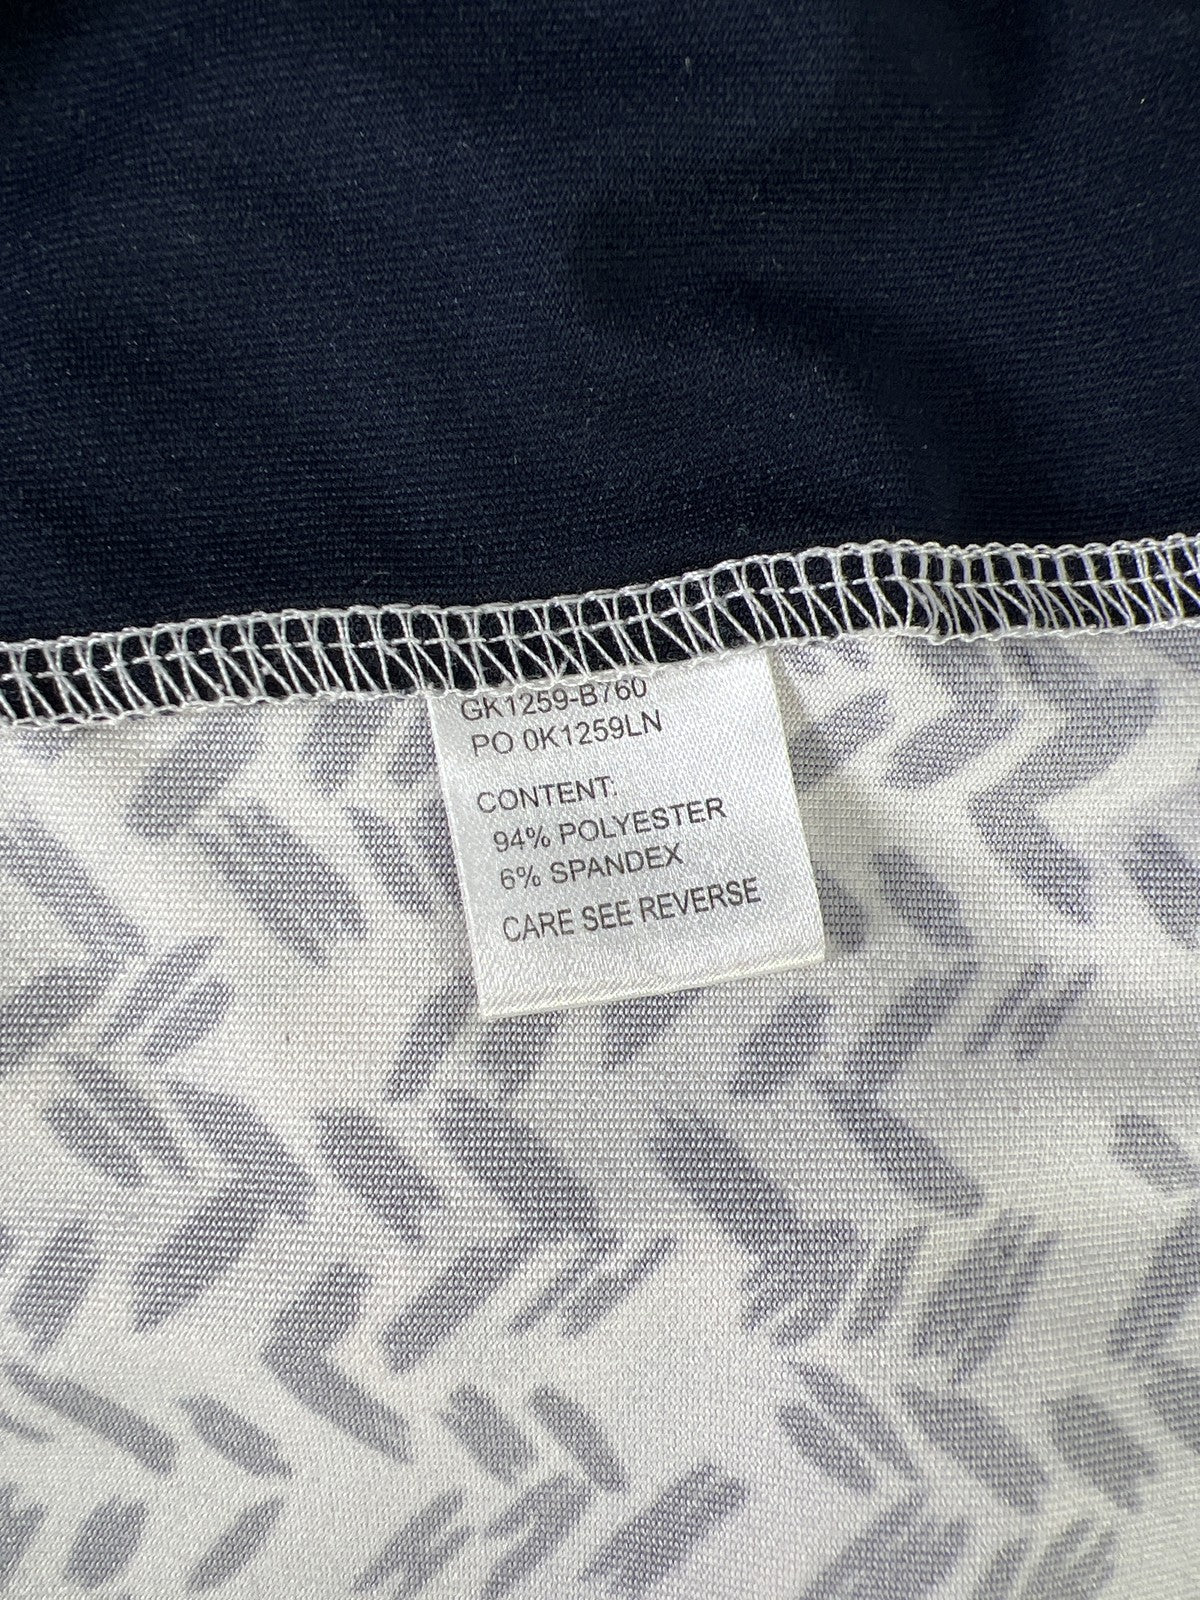 GK1259-B760
PO 0K1259LN
CONTENT:
94% POLYESTER
6% SPANDEX
CARE SEE REVERSE